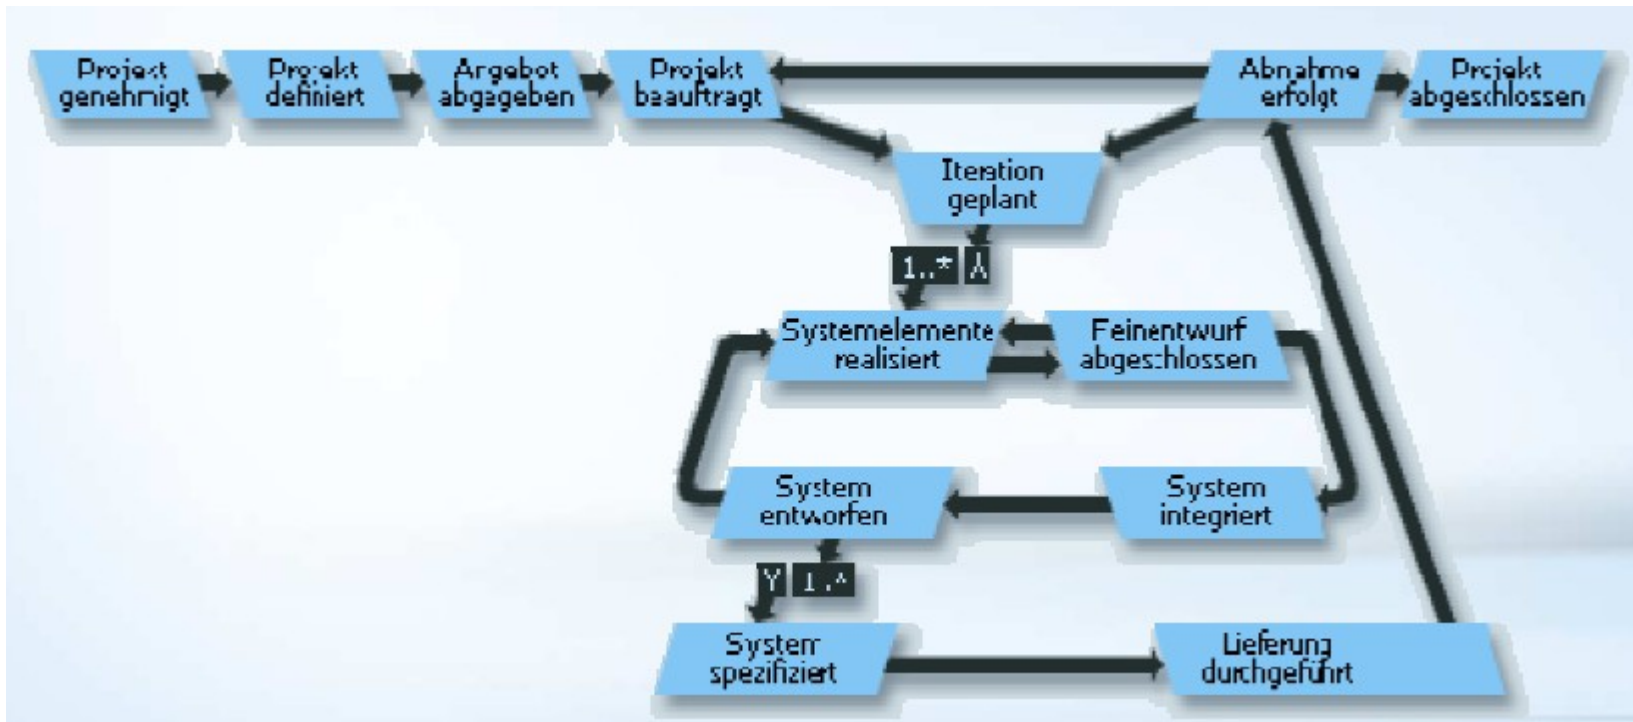 Projekt
genehmigt
Projekt
definiert
Angebot
abgegeben
Projekt
beauftragt
Abnahme
erfolgt
Projekt
abgeschlossen
Iteration
geplant
1..*
Systemelemente
realisiert
Feinentwurf
abgeschlossen
System
entworfen
System
integriert
Y 1..*
System
spezifiziert
Lieferung
durchgeführt